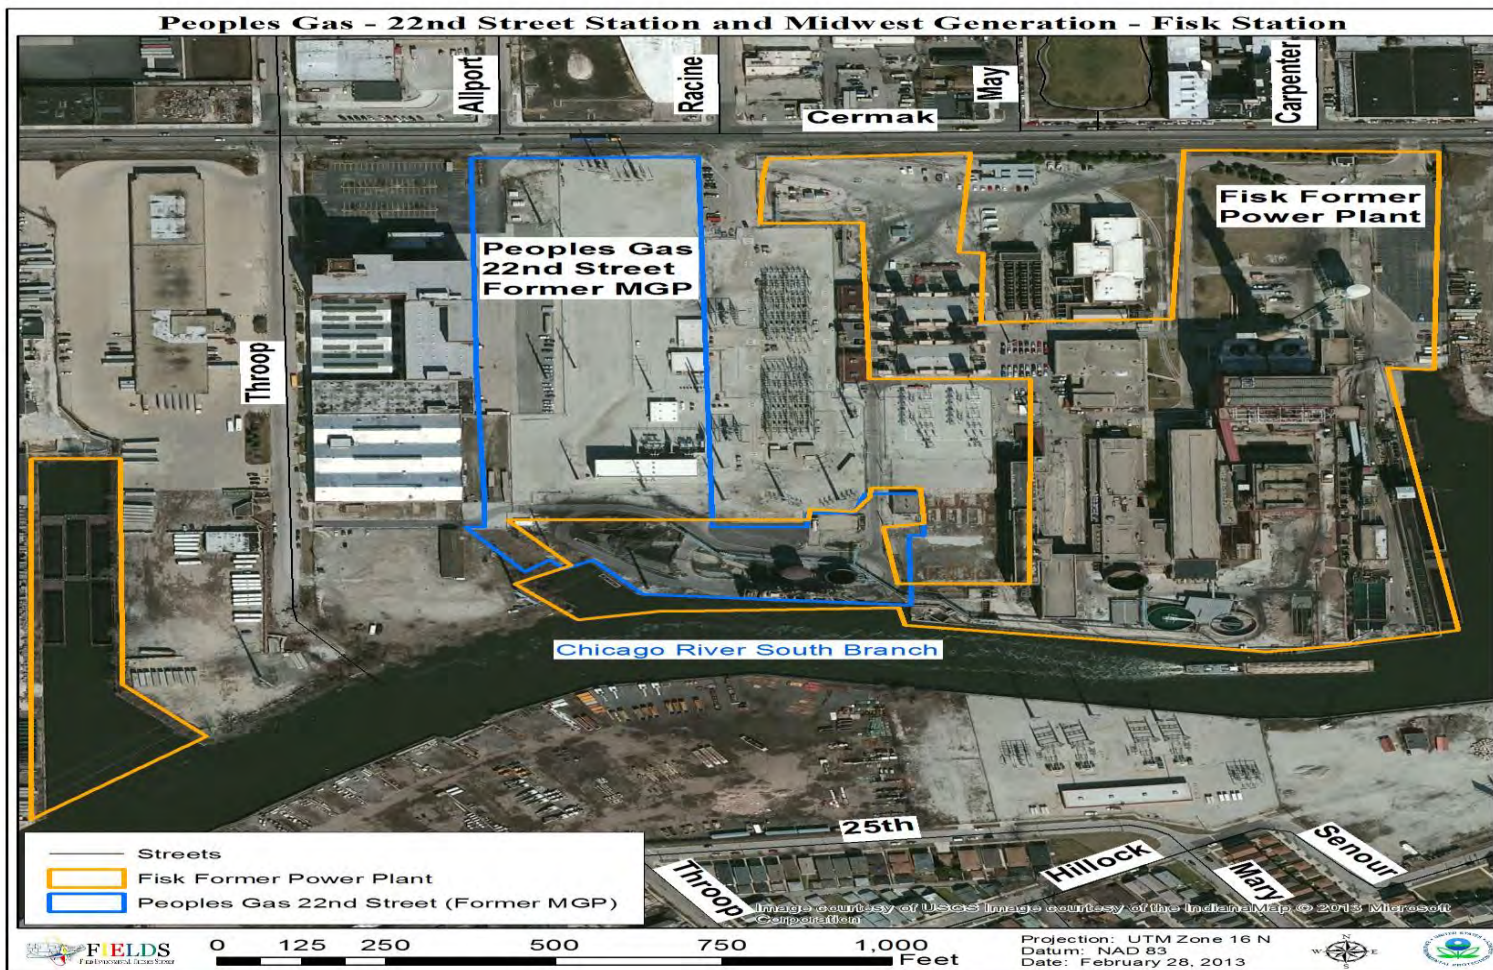 Peoples Gas - 22nd Street Station and Midwest Generation - Fisk Station
Allport
Racine
May
Carpenter
Cermak
Fisk Former
Power Plant
Peoples Gas
22nd Street
Former MGP
Throop
Chicago River South Branch
25th
Throop
Hillock
Mary
Senour
Streets
Fisk Former Power Plant
Peoples Gas 22nd Street (Former MGP)
Image courtesy of USGS Image courtesy of the IndianaMap © 2013 Microsoft
Corporation
FIELDS
0 125 250 500 750 1,000
Feet
Projection: UTM Zone 16 N
Datum: NAD 83
Date: February 28, 2013
N
W E
S